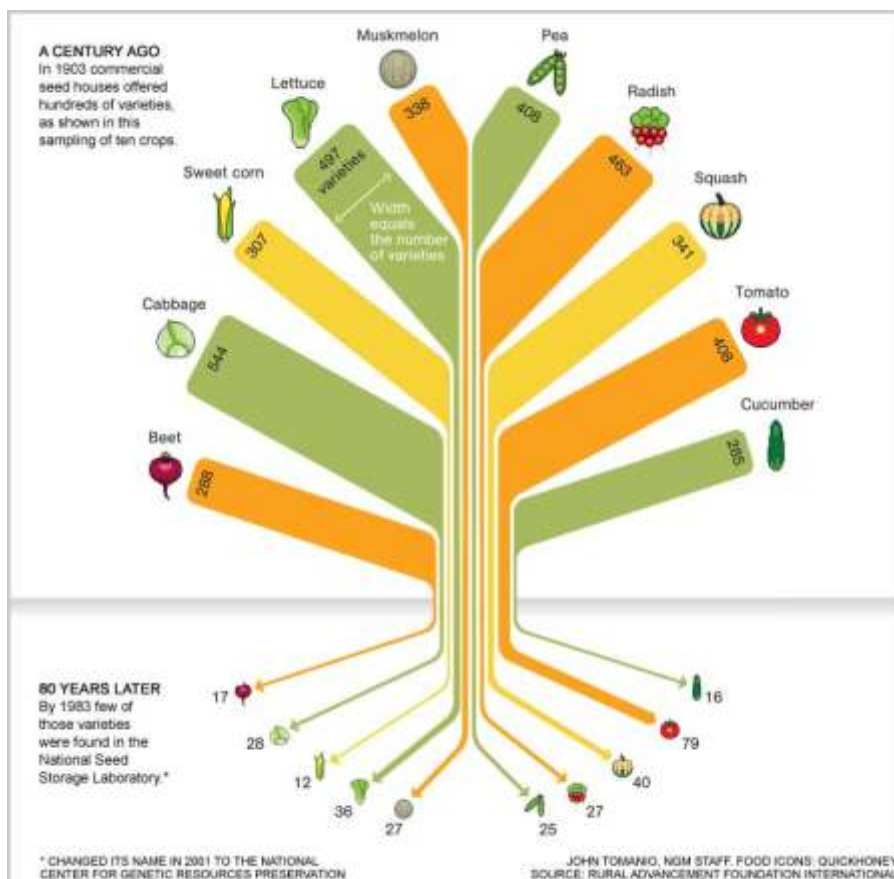 A CENTURY AGO
In 1903 commercial
seed houses offered
hundreds of varieties,
as shown in this
sampling of ten crops.
Muskmelon
338
Pea
408
Lettuce
497
varieties
Width
equals
the number
of varieties
Radish
463
Sweet corn
307
Squash
341
Cabbage
544
Tomato
408
Beet
288
Cucumber
285
80 YEARS LATER
By 1983 few of
those varieties
were found in the
National Seed
Storage Laboratory.*
17
28
12
36
27
25
27
40
79
16
* CHANGED ITS NAME IN 2001 TO THE NATIONAL
CENTER FOR GENETIC RESOURCES PRESERVATION
JOHN TOMANIO, NGM STAFF. FOOD ICONS: QUICKHONEY
SOURCE: RURAL ADVANCEMENT FOUNDATION INTERNATIONAL